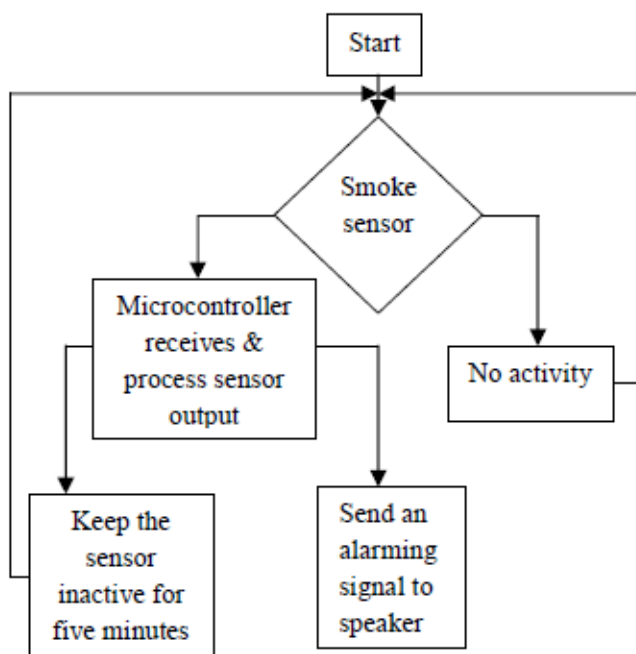 Start
Smoke
sensor
Microcontroller
receives &
process sensor
output
No activity
Keep the
sensor
inactive for
five minutes
Send an
alarming
signal to
speaker